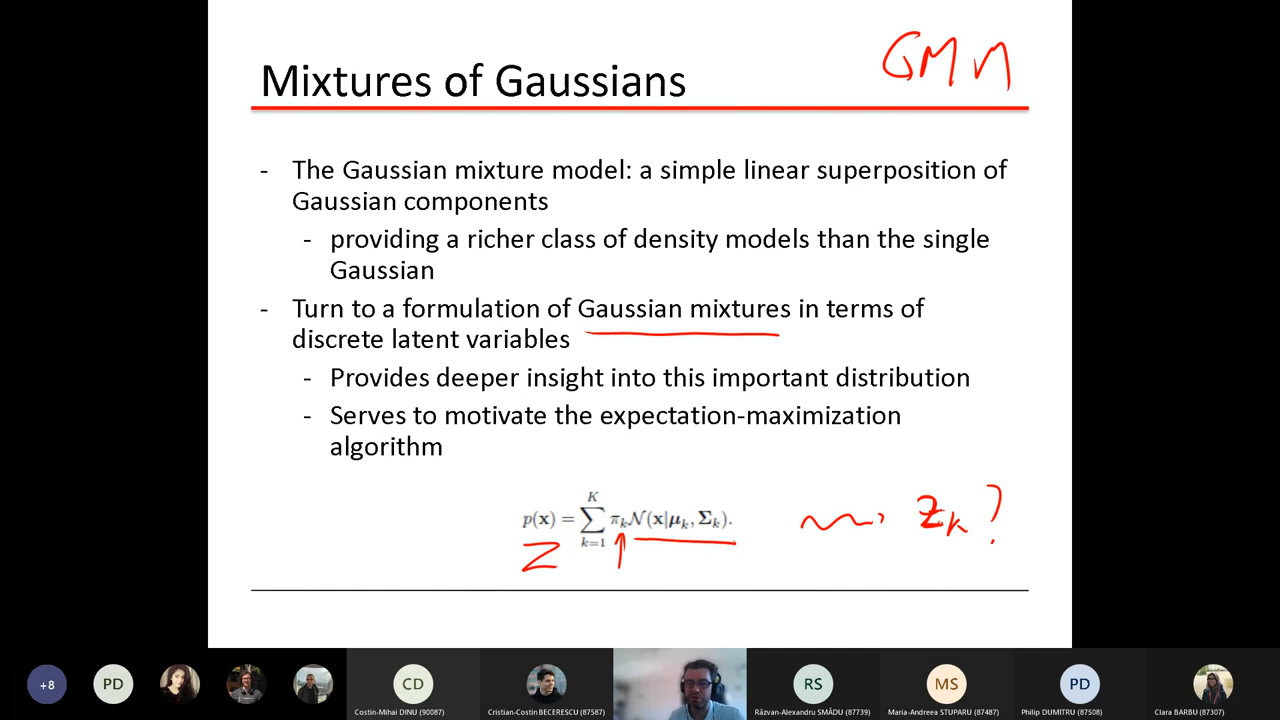 Mixtures of Gaussians
GMM
- The Gaussian mixture model: a simple linear superposition of
Gaussian components
- providing a richer class of density models than the single
Gaussian
- Turn to a formulation of Gaussian mixtures in terms of
discrete latent variables
- Provides deeper insight into this important distribution
- Serves to motivate the expectation-maximization
algorithm
p(x) = ∑_{k=1}^{K} π_k 𝒩(x|μ_k, Σ_k).
z_k ?
+8 PD CD RS MS PD
Costin-Mihai DINU (90087) Cristian-Costin BECERESCU (87587) Răzvan-Alexandru SMĂDU (87739) Maria-Andreea STUPARU (87487) Philip DUMITRU (87508) Clara BARBU (87307)